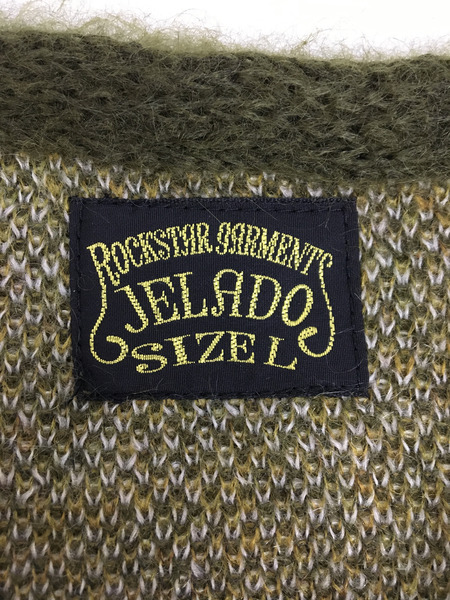 ROCKSTAR GARMENTS
JELADO
SIZE L